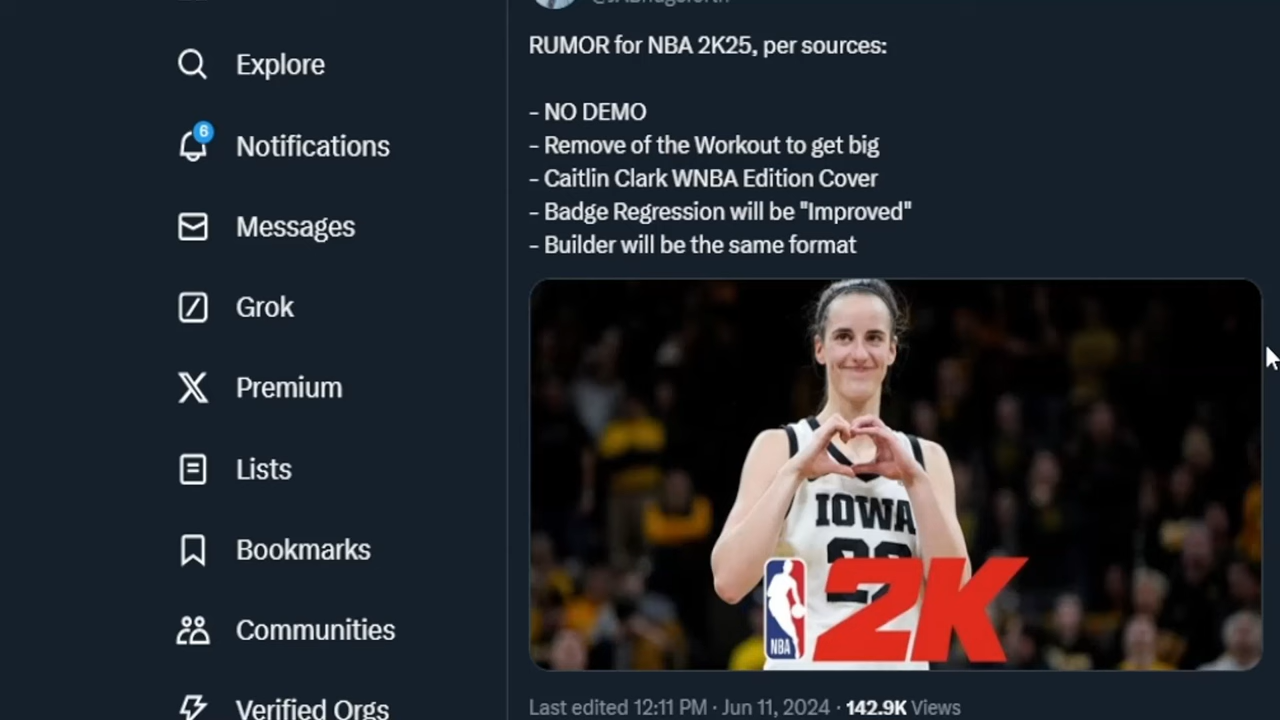 Explore
6
Notifications
Messages
Grok
Premium
Lists
Bookmarks
Communities
Verified Orgs
RUMOR for NBA 2K25, per sources:
- NO DEMO
- Remove of the Workout to get big
- Caitlin Clark WNBA Edition Cover
- Badge Regression will be "Improved"
- Builder will be the same format
IOWA
NBA
2K
Last edited 12:11 PM · Jun 11, 2024 · 142.9K Views